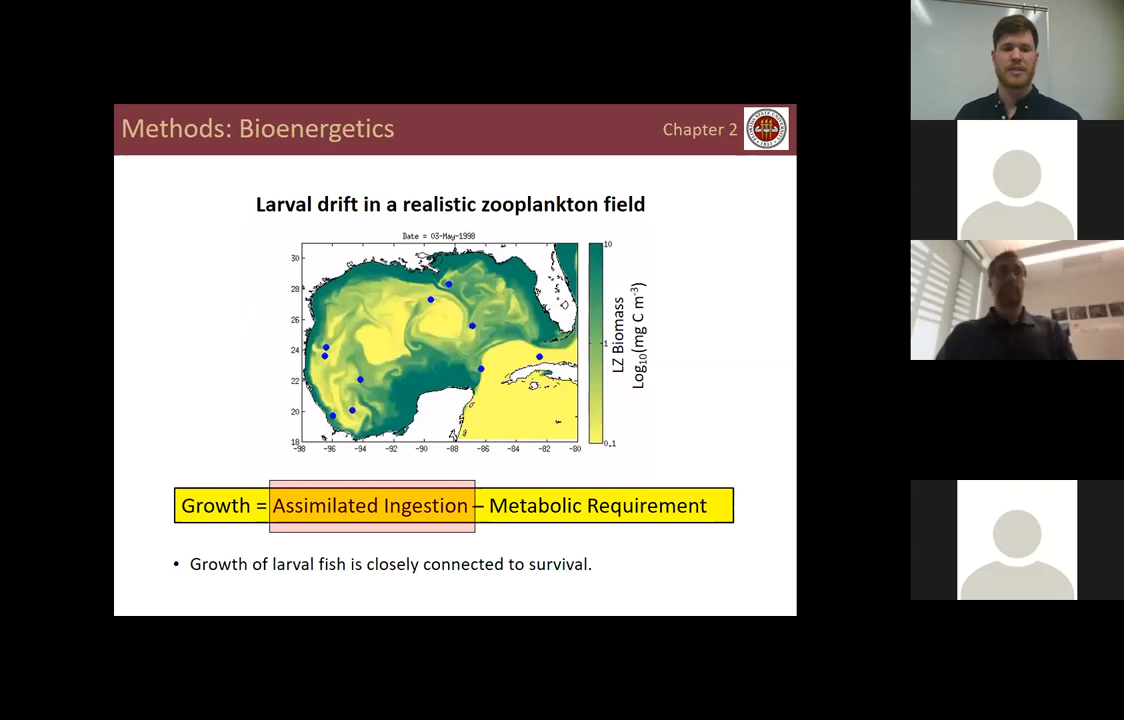 Methods: Bioenergetics
Chapter 2
Larval drift in a realistic zooplankton field
Date = 03-May-1998
30
28
26
24
22
20
18
-98
-96
-94
-92
-90
-88
-86
-84
-82
-80
10
1
0.1
LZ Biomass
Log10(mg C m-3)
Growth = Assimilated Ingestion – Metabolic Requirement
• Growth of larval fish is closely connected to survival.